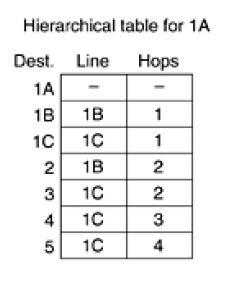 Hierarchical table for 1A
Dest. Line Hops
1A – –
1B 1B 1
1C 1C 1
2 1B 2
3 1C 2
4 1C 3
5 1C 4